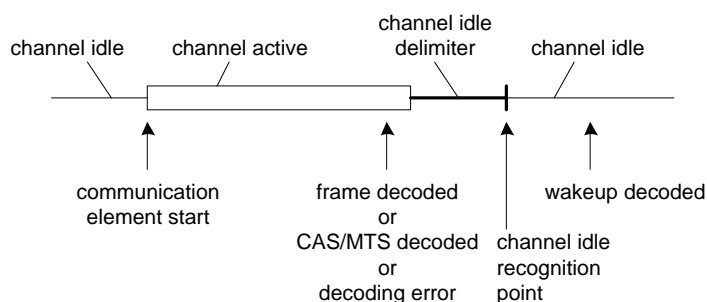 channel idle
channel active
channel idle
delimiter
channel idle
communication
element start
frame decoded
or
CAS/MTS decoded
or
decoding error
channel idle
recognition
point
wakeup decoded